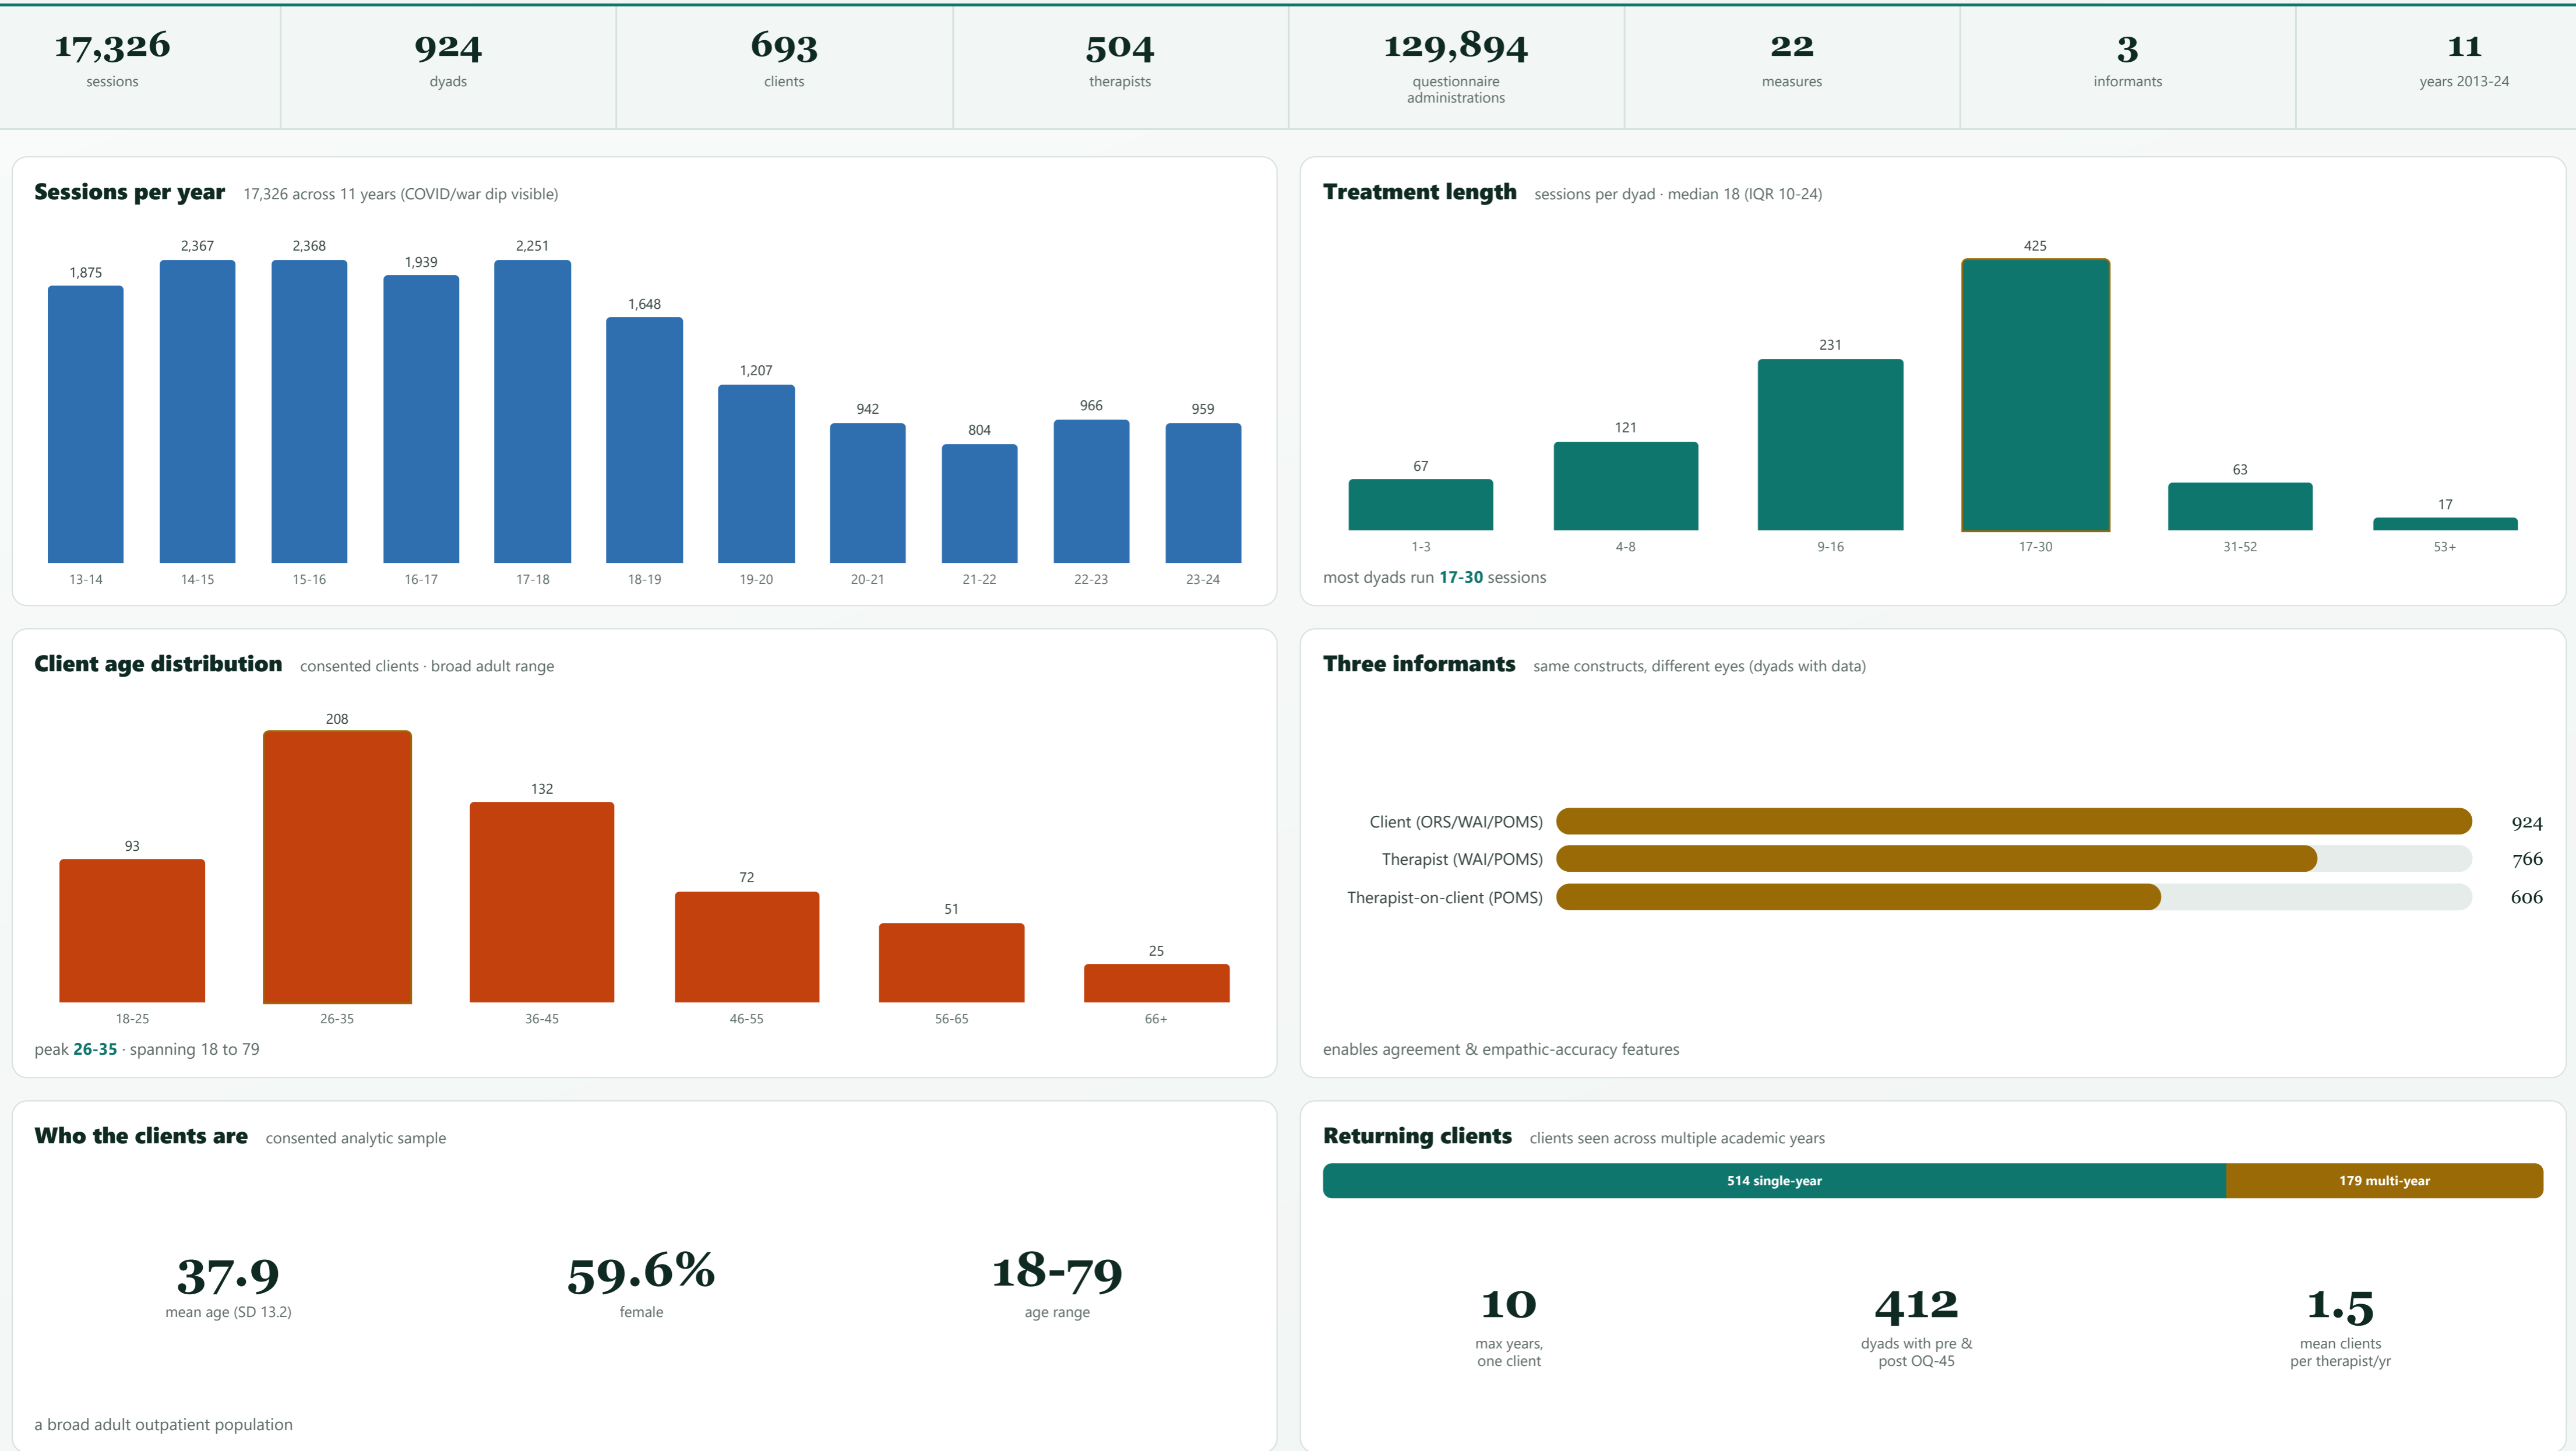 17,326
sessions
924
dyads
693
clients
504
therapists
129,894
questionnaire
administrations
22
measures
3
informants
11
years 2013-24
Sessions per year 17,326 across 11 years (COVID/war dip visible)
1,875
2,367
2,368
1,939
2,251
1,648
1,207
942
804
966
959
13-14
14-15
15-16
16-17
17-18
18-19
19-20
20-21
21-22
22-23
23-24
Treatment length sessions per dyad · median 18 (IQR 10-24)
67
121
231
425
63
17
1-3
4-8
9-16
17-30
31-52
53+
most dyads run 17-30 sessions
Client age distribution consented clients · broad adult range
93
208
132
72
51
25
18-25
26-35
36-45
46-55
56-65
66+
peak 26-35 · spanning 18 to 79
Three informants same constructs, different eyes (dyads with data)
Client (ORS/WAI/POMS) 924
Therapist (WAI/POMS) 766
Therapist-on-client (POMS) 606
enables agreement & empathic-accuracy features
Who the clients are consented analytic sample
37.9
mean age (SD 13.2)
59.6%
female
18-79
age range
a broad adult outpatient population
Returning clients clients seen across multiple academic years
514 single-year
179 multi-year
10
max years,
one client
412
dyads with pre &
post OQ-45
1.5
mean clients
per therapist/yr